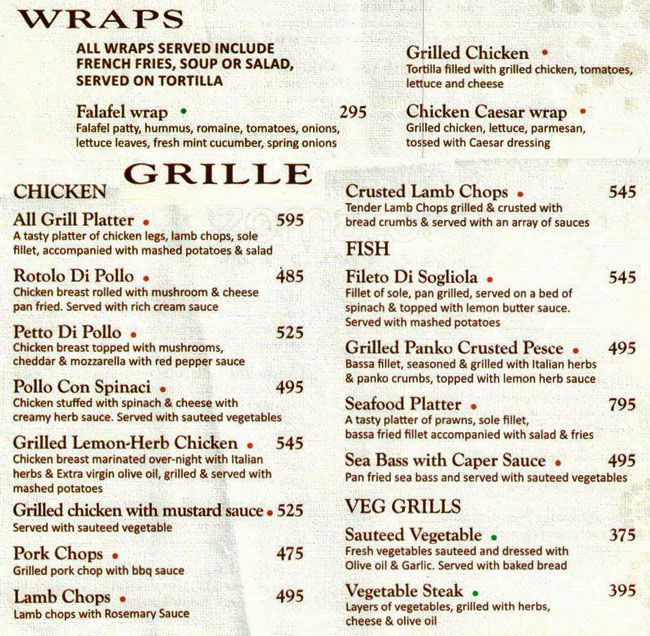 WRAPS
ALL WRAPS SERVED INCLUDE
FRENCH FRIES, SOUP OR SALAD,
SERVED ON TORTILLA
Falafel wrap 295
Falafel patty, hummus, romaine, tomatoes, onions,
lettuce leaves, fresh mint cucumber, spring onions
Grilled Chicken
Tortilla filled with grilled chicken, tomatoes,
lettuce and cheese
Chicken Caesar wrap
Grilled chicken, lettuce, parmesan,
tossed with Caesar dressing
GRILLE
CHICKEN
All Grill Platter 595
A tasty platter of chicken legs, lamb chops, sole
fillet, accompanied with mashed potatoes & salad
Rotolo Di Pollo 485
Chicken breast rolled with mushroom & cheese
pan fried. Served with rich cream sauce
Petto Di Pollo 525
Chicken breast topped with mushrooms,
cheddar & mozzarella with red pepper sauce
Pollo Con Spinaci 495
Chicken stuffed with spinach & cheese with
creamy herb sauce. Served with sauteed vegetables
Grilled Lemon-Herb Chicken 545
Chicken breast marinated over-night with Italian
herbs & Extra virgin olive oil, grilled & served with
mashed potatoes
Grilled chicken with mustard sauce 525
Served with sauteed vegetable
Pork Chops 475
Grilled pork chop with bbq sauce
Lamb Chops 495
Lamb chops with Rosemary Sauce
Crusted Lamb Chops 545
Tender Lamb Chops grilled & crusted with
bread crumbs & served with an array of sauces
FISH
Fileto Di Sogliola 545
Fillet of sole, pan grilled, served on a bed of
spinach & topped with lemon butter sauce.
Served with mashed potatoes
Grilled Panko Crusted Pesce 495
Bassa fillet, seasoned & grilled with Italian herbs
& panko crumbs, topped with lemon herb sauce
Seafood Platter 795
A tasty platter of prawns, sole fillet,
bassa fried fillet accompanied with salad & fries
Sea Bass with Caper Sauce 495
Pan fried sea bass and served with sauteed vegetables
VEG GRILLS
Sauteed Vegetable 375
Fresh vegetables sauteed and dressed with
Olive oil & Garlic. Served with baked bread
Vegetable Steak 395
Layers of vegetables, grilled with herbs,
cheese & olive oil